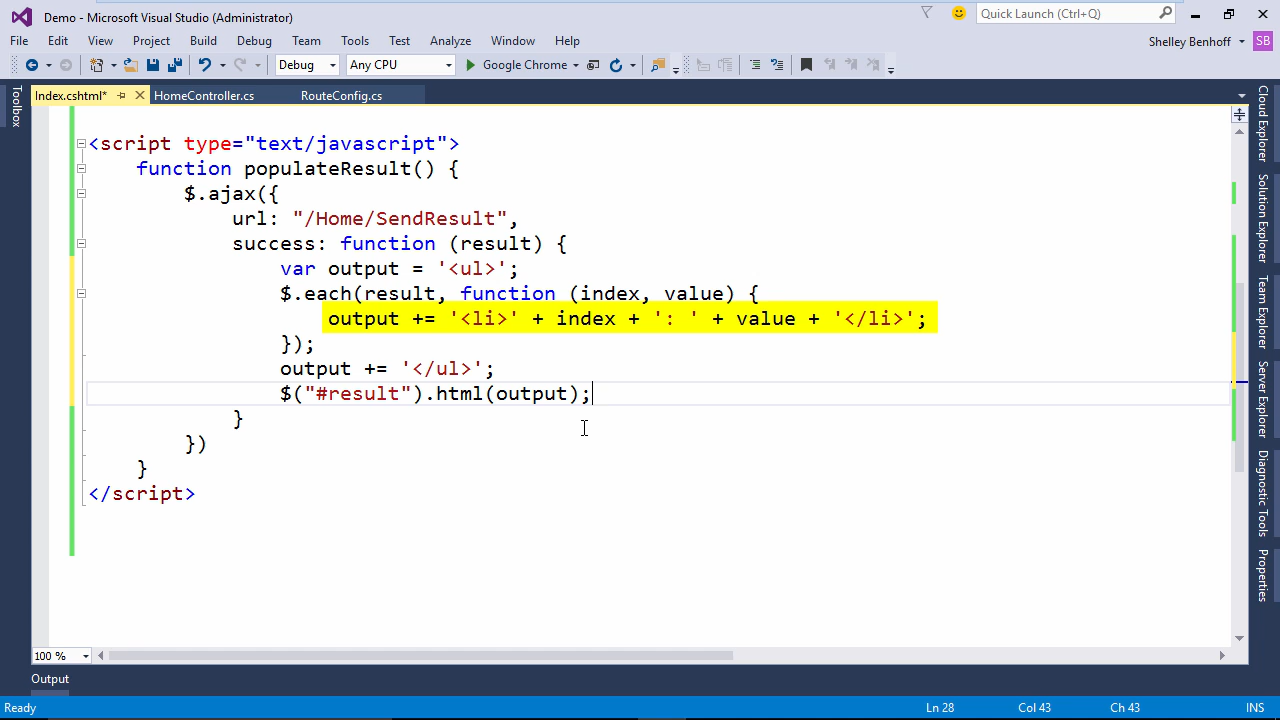 Demo - Microsoft Visual Studio (Administrator)
Quick Launch (Ctrl+Q)
File Edit View Project Build Debug Team Tools Test Analyze Window Help
Shelley Benhoff SB
Debug Any CPU Google Chrome
Index.cshtml* HomeController.cs RouteConfig.cs
Toolbox
<script type="text/javascript">
function populateResult() {
$.ajax({
url: "/Home/SendResult",
success: function (result) {
var output = '<ul>';
$.each(result, function (index, value) {
output += '<li>' + index + ': ' + value + '</li>';
});
output += '</ul>';
$("#result").html(output);
}
})
}
</script>
Cloud Explorer
Solution Explorer
Team Explorer
Server Explorer
Diagnostic Tools
Properties
100 %
Output
Ready Ln 28 Col 43 Ch 43 INS